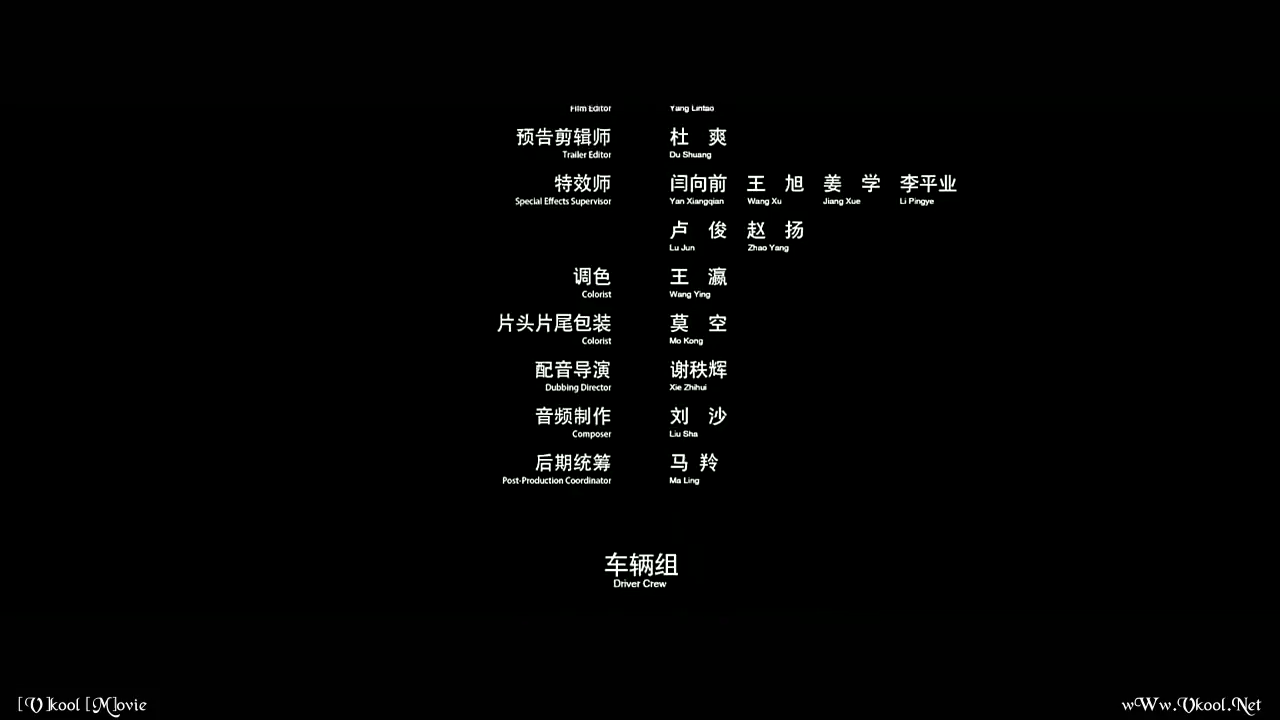 Film Editor Yang Lintao
预告剪辑师 杜 爽
Trailer Editor Du Shuang
特效师 闫向前 王 旭 姜 学 李平业
Special Effects Supervisor Yan Xiangqian Wang Xu Jiang Xue Li Pingye
卢 俊 赵 扬
Lu Jun Zhao Yang
调色 王 瀛
Colorist Wang Ying
片头片尾包装 莫 空
Colorist Mo Kong
配音导演 谢秩辉
Dubbing Director Xie Zhihui
音频制作 刘 沙
Composer Liu Sha
后期统筹 马 羚
Post-Production Coordinator Ma Ling
车辆组
Driver Crew
[V]kool [M]ovie wWw.Vkool.Net